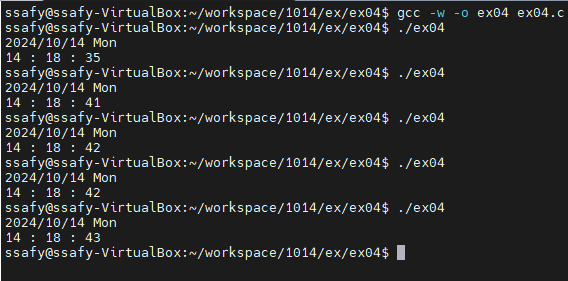 ssafy@ssafy-VirtualBox:~/workspace/1014/ex/ex04$ gcc -w -o ex04 ex04.c
ssafy@ssafy-VirtualBox:~/workspace/1014/ex/ex04$ ./ex04
2024/10/14 Mon
14 : 18 : 35
ssafy@ssafy-VirtualBox:~/workspace/1014/ex/ex04$ ./ex04
2024/10/14 Mon
14 : 18 : 41
ssafy@ssafy-VirtualBox:~/workspace/1014/ex/ex04$ ./ex04
2024/10/14 Mon
14 : 18 : 42
ssafy@ssafy-VirtualBox:~/workspace/1014/ex/ex04$ ./ex04
2024/10/14 Mon
14 : 18 : 42
ssafy@ssafy-VirtualBox:~/workspace/1014/ex/ex04$ ./ex04
2024/10/14 Mon
14 : 18 : 43
ssafy@ssafy-VirtualBox:~/workspace/1014/ex/ex04$